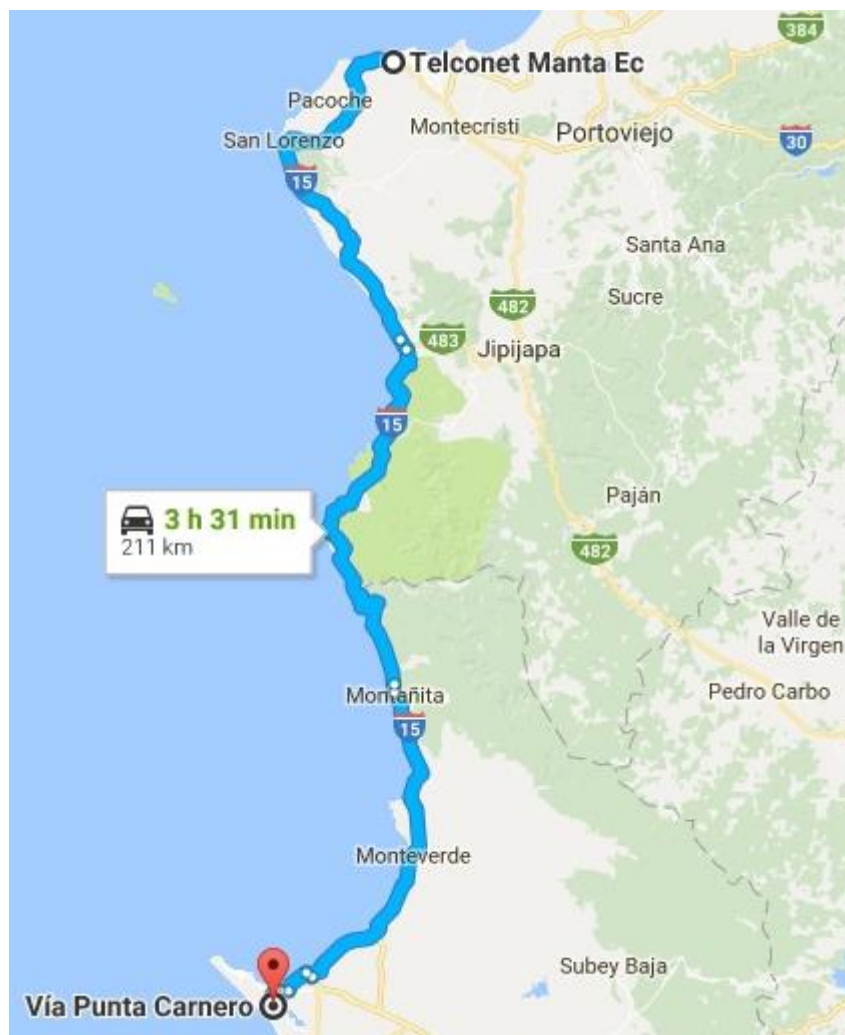 384
Telconet Manta Ec
Pacoche
Montecristi
Portoviejo
30
San Lorenzo
15
Santa Ana
Sucre
482
483
Jipijapa
15
3 h 31 min
211 km
Paján
482
Valle de
la Virgen
Montañita
Pedro Carbo
15
Monteverde
Subey Baja
Vía Punta Carnero